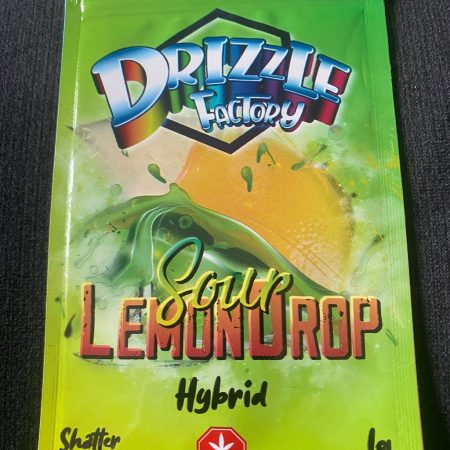 DRIZZLE
FACTORY
Sour
LEMONDROP
Hybrid
Shatter
1g